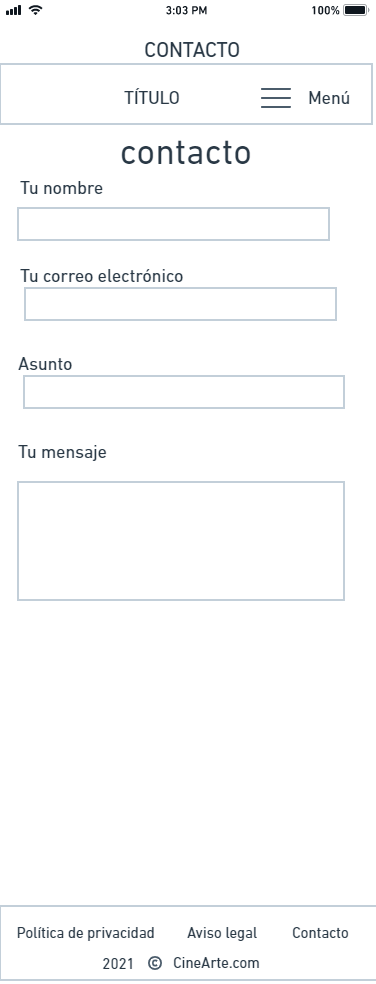 3:03 PM 100%
CONTACTO
TÍTULO Menú
contacto
Tu nombre
Tu correo electrónico
Asunto
Tu mensaje
Política de privacidad Aviso legal Contacto
2021 © CineArte.com